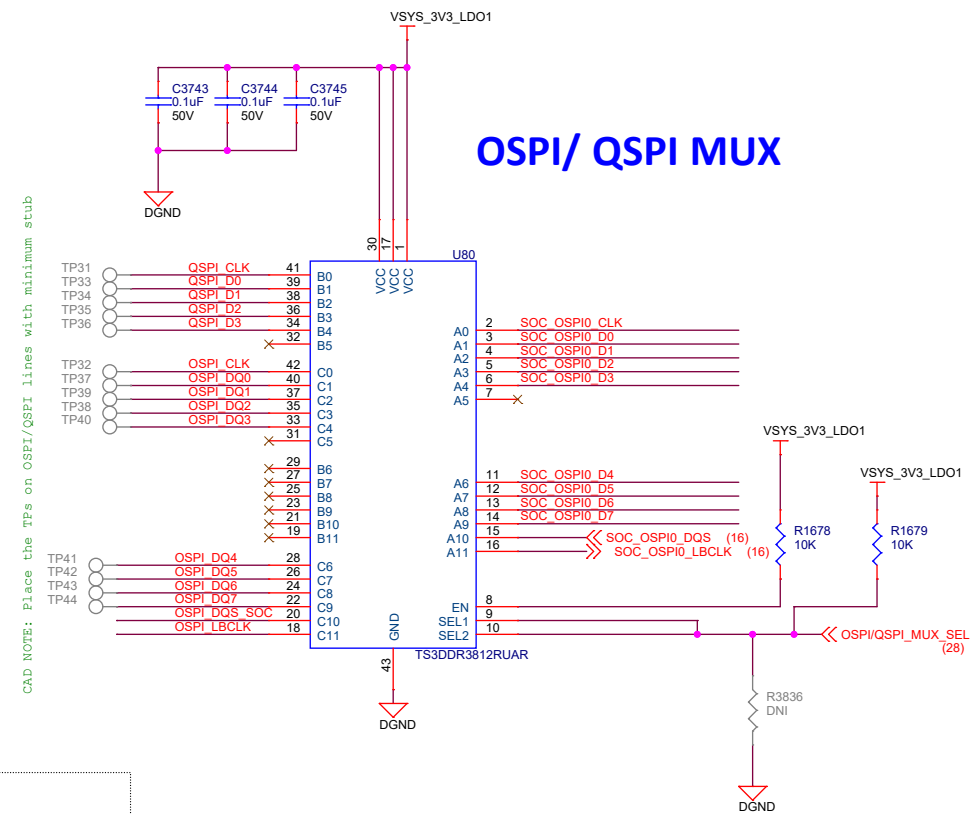 VSYS_3V3_LDO1
C3743
0.1uF
50V
C3744
0.1uF
50V
C3745
0.1uF
50V
DGND
OSPI/ QSPI MUX
CAD NOTE: Place the TPs on OSPI/QSPI lines with minimum stub
30
17
1
VCC
VCC
VCC
U80
TP31 QSPI_CLK 41 B0
TP33 QSPI_D0 39 B1
TP34 QSPI_D1 38 B2
TP35 QSPI_D2 36 B3
TP36 QSPI_D3 34 B4
32 B5
TP32 OSPI_CLK 42 C0
TP37 OSPI_DQ0 40 C1
TP39 OSPI_DQ1 37 C2
TP38 OSPI_DQ2 35 C3
TP40 OSPI_DQ3 33 C4
31 C5
29 B6
27 B7
25 B8
23 B9
21 B10
19 B11
TP41 OSPI_DQ4 28 C6
TP42 OSPI_DQ5 26 C7
TP43 OSPI_DQ6 24 C8
TP44 OSPI_DQ7 22 C9
OSPI_DQS_SOC 20 C10
OSPI_LBCLK 18 C11
A0 2 SOC_OSPI0_CLK
A1 3 SOC_OSPI0_D0
A2 4 SOC_OSPI0_D1
A3 5 SOC_OSPI0_D2
A4 6 SOC_OSPI0_D3
A5 7
A6 11 SOC_OSPI0_D4
A7 12 SOC_OSPI0_D5
A8 13 SOC_OSPI0_D6
A9 14 SOC_OSPI0_D7
A10 15 SOC_OSPI0_DQS (16)
A11 16 SOC_OSPI0_LBCLK (16)
EN 8
SEL1 9
SEL2 10
GND
43
TS3DDR3812RUAR
DGND
VSYS_3V3_LDO1
R1678
10K
VSYS_3V3_LDO1
R1679
10K
OSPI/QSPI_MUX_SEL
(28)
R3836
DNI
DGND